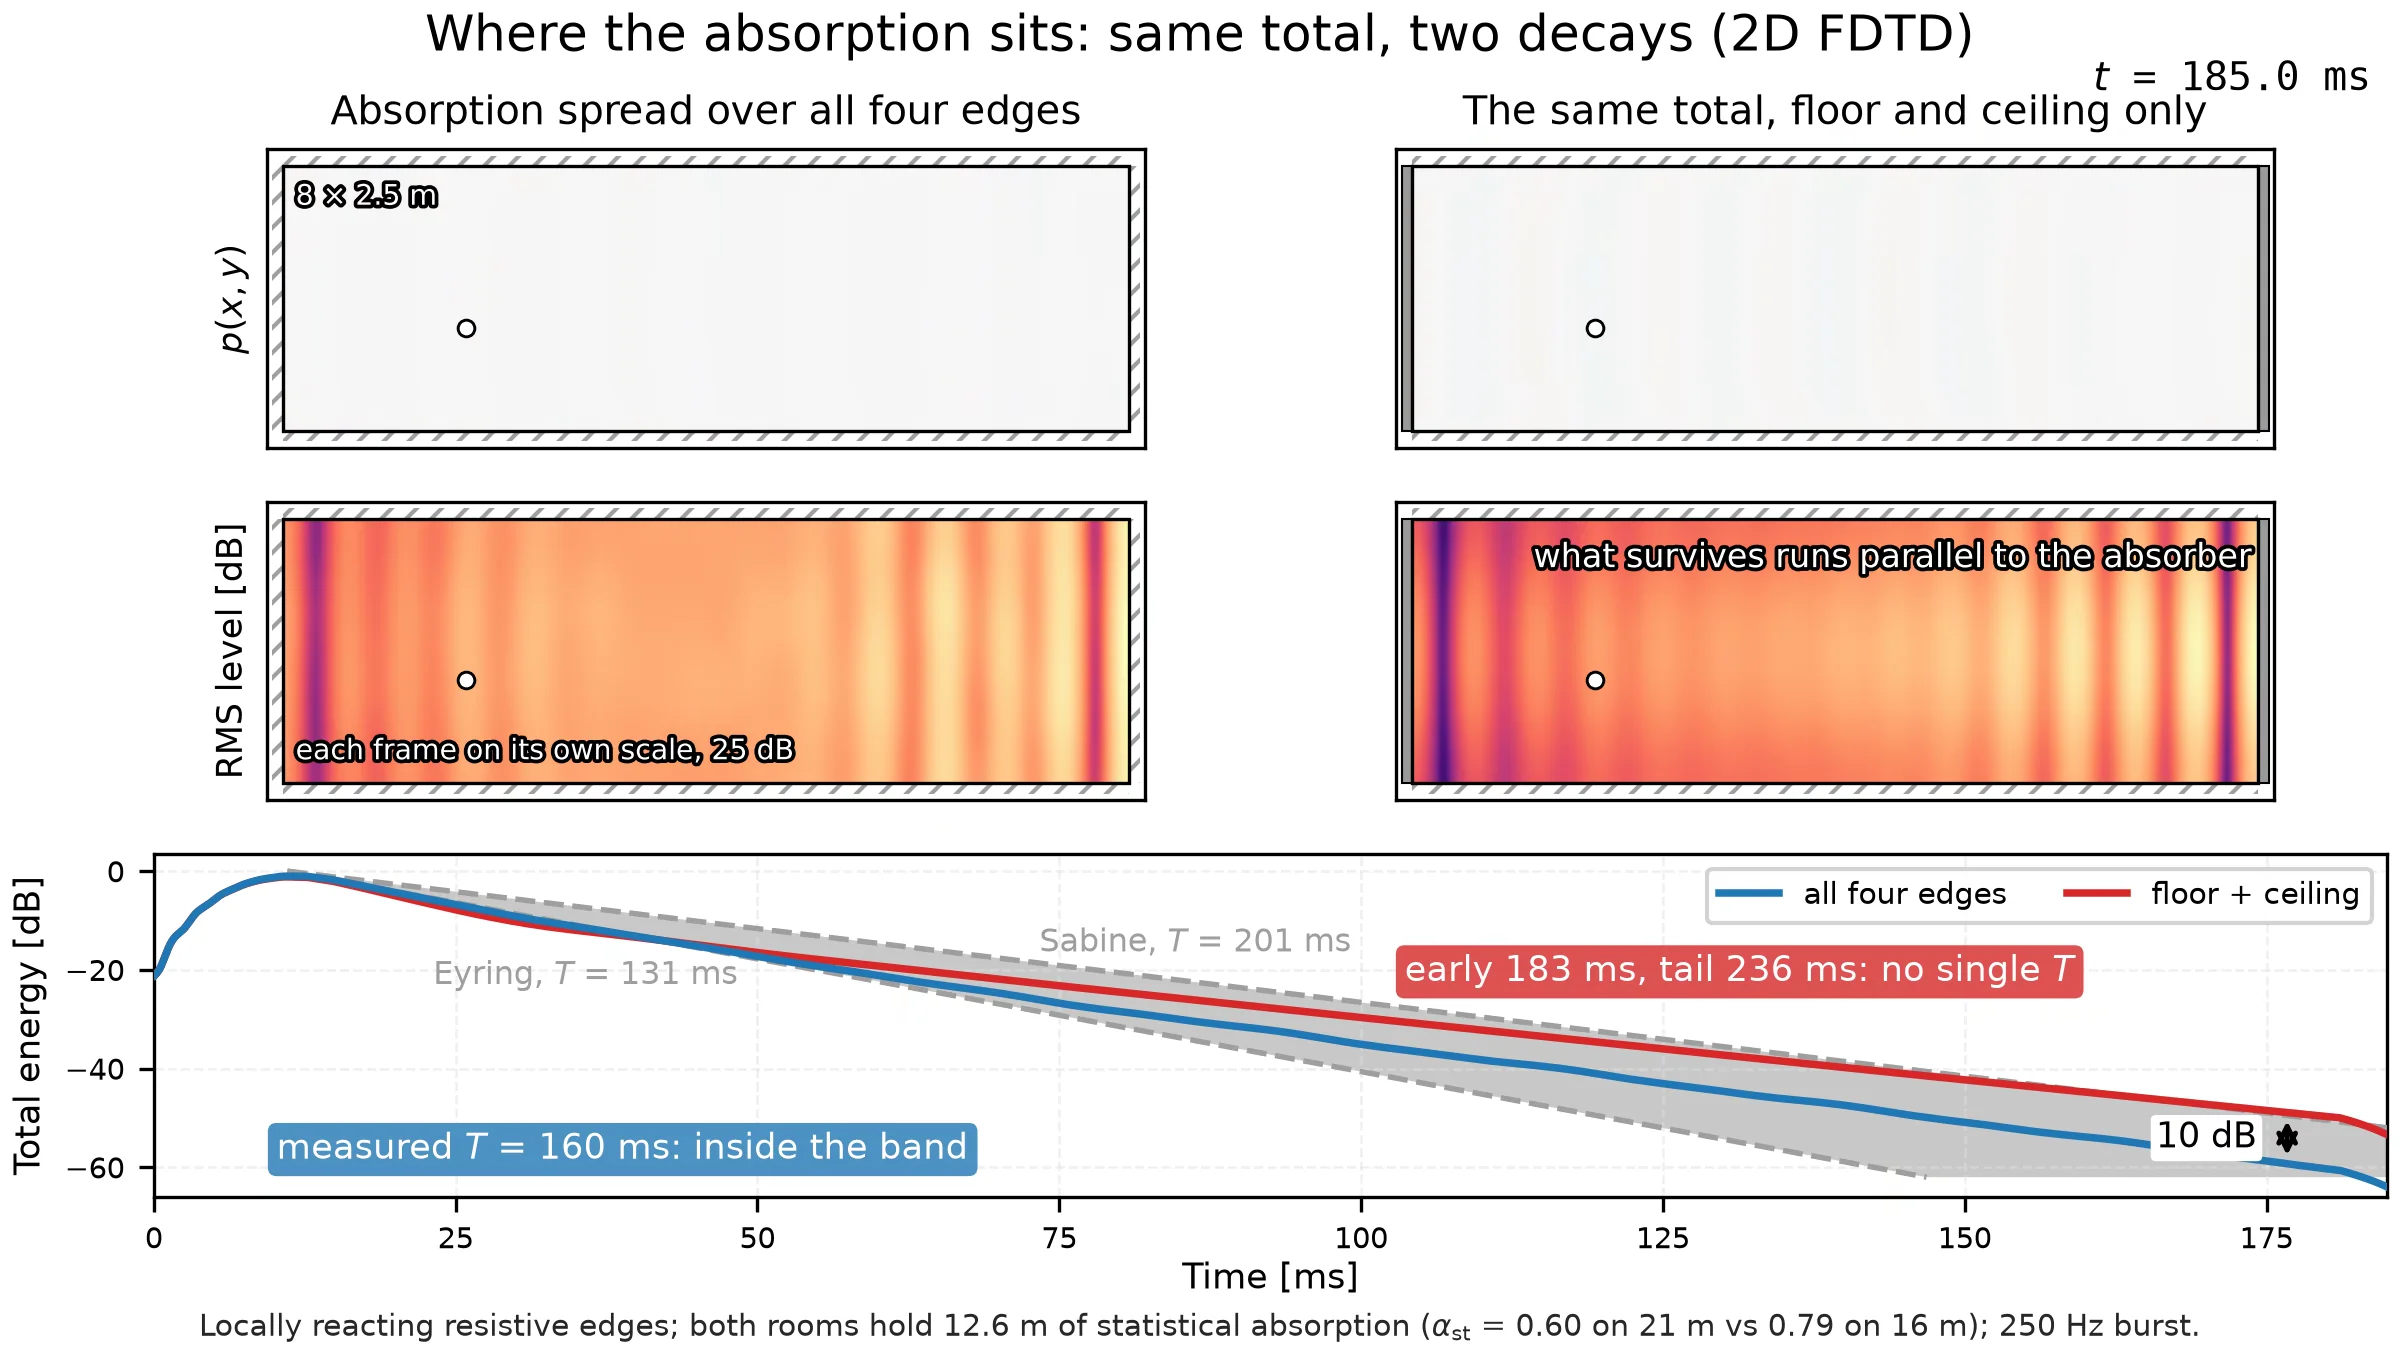 Where the absorption sits: same total, two decays (2D FDTD)
t = 185.0 ms
Absorption spread over all four edges
The same total, floor and ceiling only
p(x, y)
8 × 2.5 m
RMS level [dB]
each frame on its own scale, 25 dB
what survives runs parallel to the absorber
Total energy [dB]
0
−20
−40
−60
all four edges
floor + ceiling
Sabine, T = 201 ms
Eyring, T = 131 ms
early 183 ms, tail 236 ms: no single T
measured T = 160 ms: inside the band
10 dB
0
25
50
75
100
125
150
175
Time [ms]
Locally reacting resistive edges; both rooms hold 12.6 m of statistical absorption (αst = 0.60 on 21 m vs 0.79 on 16 m); 250 Hz burst.